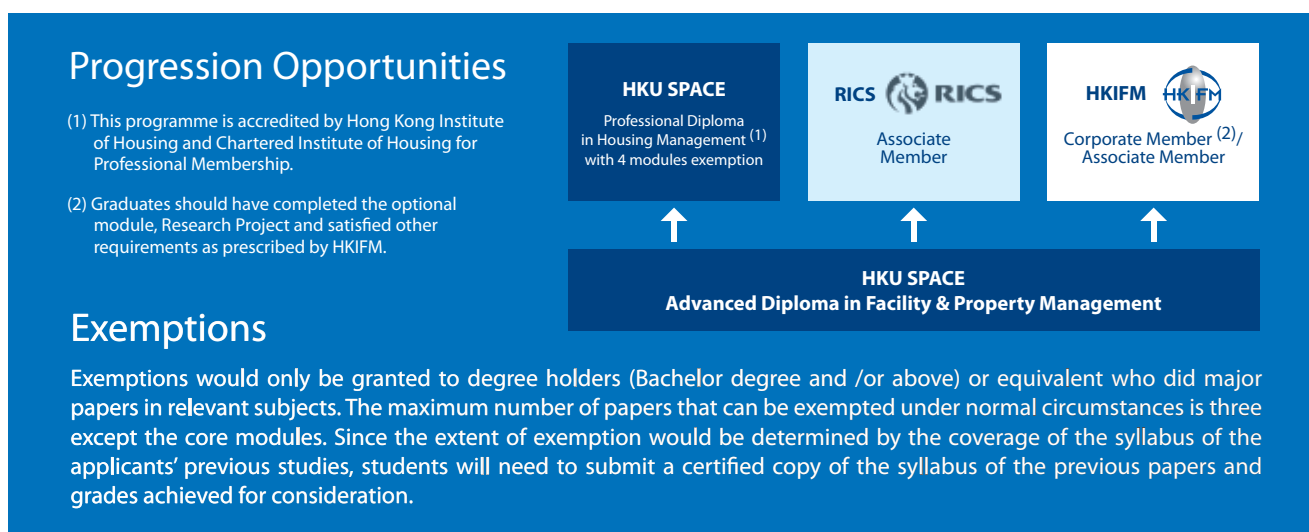 Progression Opportunities
(1) This programme is accredited by Hong Kong Institute
of Housing and Chartered Institute of Housing for
Professional Membership.
(2) Graduates should have completed the optional
module, Research Project and satisfied other
requirements as prescribed by HKIFM.
HKU SPACE
Professional Diploma
in Housing Management (1)
with 4 modules exemption
RICS RICS
Associate
Member
HKIFM HKIFM
Corporate Member (2)/
Associate Member
HKU SPACE
Advanced Diploma in Facility & Property Management
Exemptions
Exemptions would only be granted to degree holders (Bachelor degree and /or above) or equivalent who did major
papers in relevant subjects. The maximum number of papers that can be exempted under normal circumstances is three
except the core modules. Since the extent of exemption would be determined by the coverage of the syllabus of the
applicants' previous studies, students will need to submit a certified copy of the syllabus of the previous papers and
grades achieved for consideration.